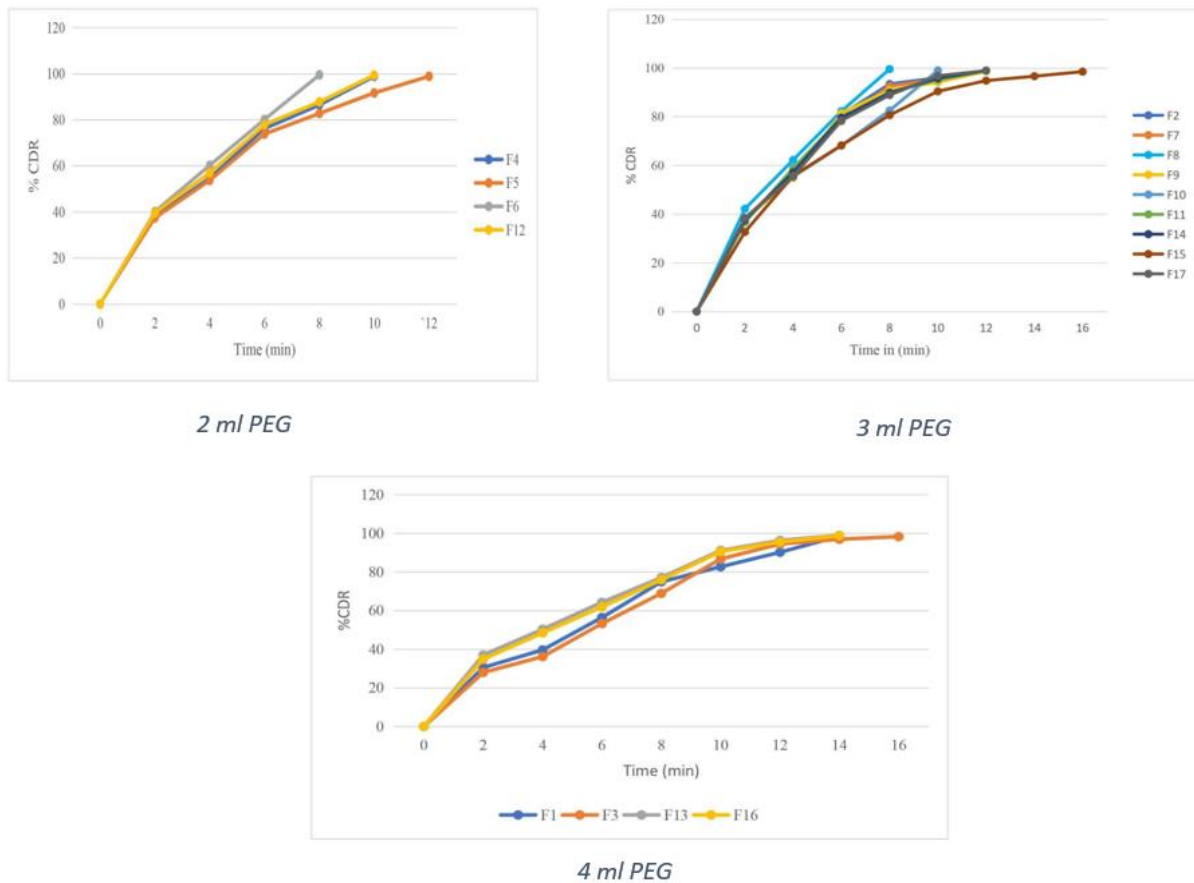 120
100
80
60
40
20
0
% CDR
0 2 4 6 8 10 `12
Time (min)
F4
F5
F6
F12
2 ml PEG
120
100
80
60
40
20
0
% CDR
0 2 4 6 8 10 12 14 16
Time in (min)
F2
F7
F8
F9
F10
F11
F14
F15
F17
3 ml PEG
120
100
80
60
40
20
0
%CDR
0 2 4 6 8 10 12 14 16
Time (min)
F1 F3 F13 F16
4 ml PEG